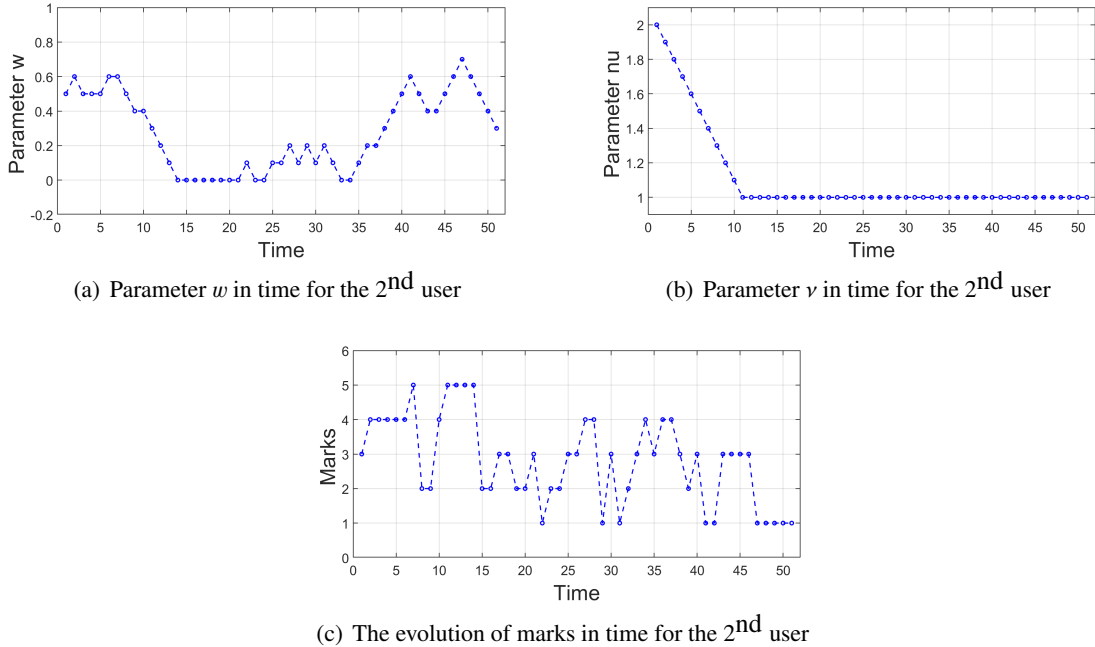 1
0.8
0.6
0.4
0.2
0
-0.2
Parameter w
0 5 10 15 20 25 30 35 40 45 50
Time
(a) Parameter w in time for the 2nd user
2
1.8
1.6
1.4
1.2
1
Parameter nu
0 5 10 15 20 25 30 35 40 45 50
Time
(b) Parameter ν in time for the 2nd user
6
5
4
3
2
1
0
Marks
0 5 10 15 20 25 30 35 40 45 50
Time
(c) The evolution of marks in time for the 2nd user